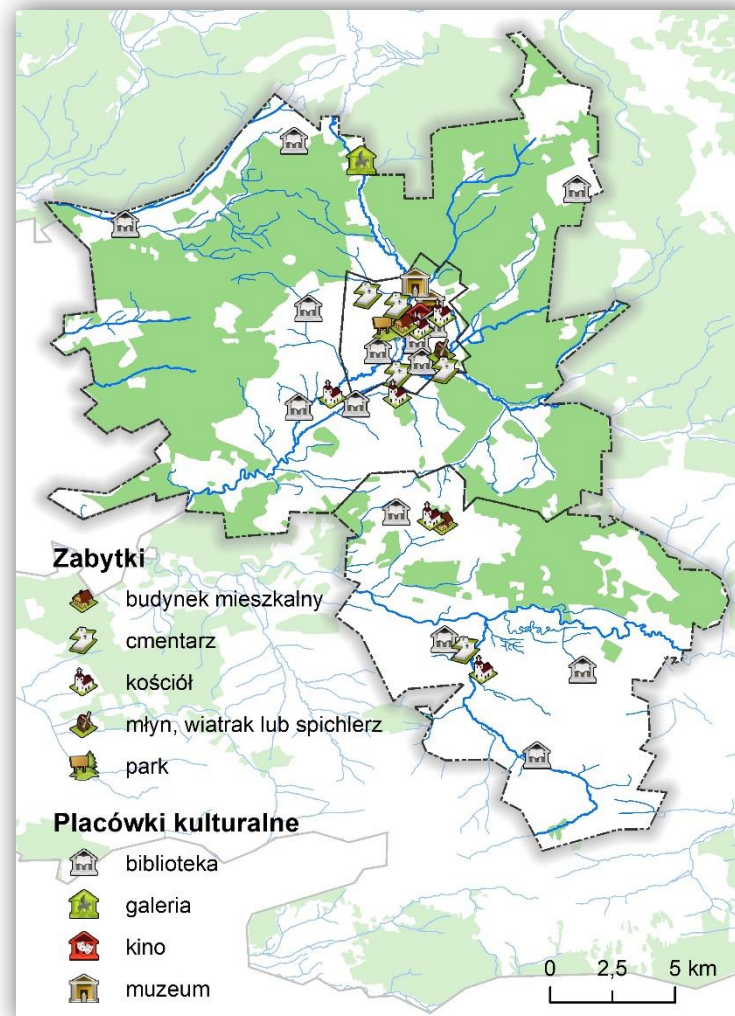 Zabytki
budynek mieszkalny
cmentarz
kościół
młyn, wiatrak lub spichlerz
park
Placówki kulturalne
biblioteka
galeria
kino
muzeum
0 2,5 5 km